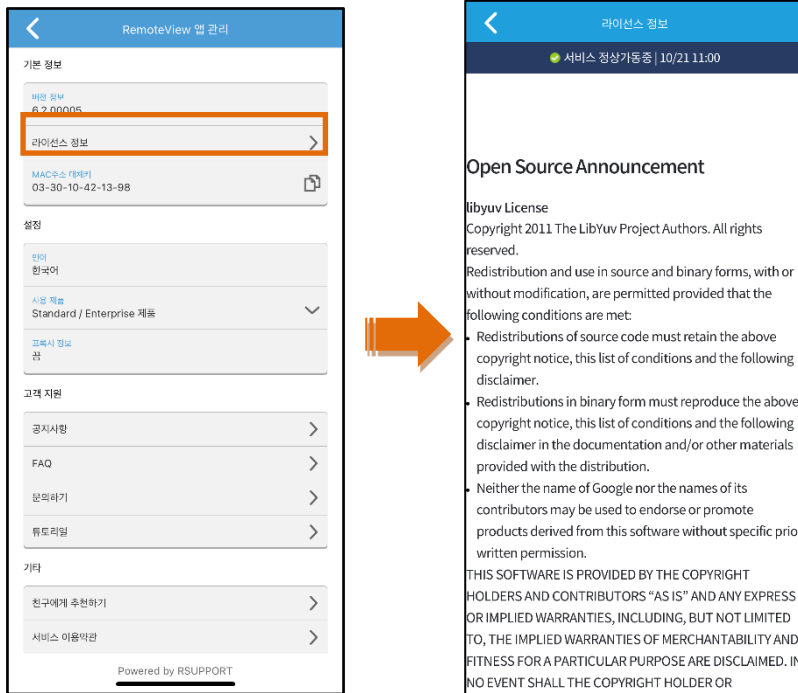 RemoteView 앱 관리
기본 정보
버전 정보
6.2.00005
라이선스 정보
MAC주소 대체키
03-30-10-42-13-98
설정
언어
한국어
사용 제품
Standard / Enterprise 제품
프록시 정보
끔
고객 지원
공지사항
FAQ
문의하기
튜토리얼
기타
친구에게 추천하기
서비스 이용약관
Powered by RSUPPORT
라이선스 정보
서비스 정상가동중 | 10/21 11:00
Open Source Announcement
libyuv License
Copyright 2011 The LibYuv Project Authors. All rights
reserved.
Redistribution and use in source and binary forms, with or
without modification, are permitted provided that the
following conditions are met:
• Redistributions of source code must retain the above
copyright notice, this list of conditions and the following
disclaimer.
• Redistributions in binary form must reproduce the above
copyright notice, this list of conditions and the following
disclaimer in the documentation and/or other materials
provided with the distribution.
• Neither the name of Google nor the names of its
contributors may be used to endorse or promote
products derived from this software without specific prio
written permission.
THIS SOFTWARE IS PROVIDED BY THE COPYRIGHT
HOLDERS AND CONTRIBUTORS “AS IS” AND ANY EXPRESS
OR IMPLIED WARRANTIES, INCLUDING, BUT NOT LIMITED
TO, THE IMPLIED WARRANTIES OF MERCHANTABILITY AND
FITNESS FOR A PARTICULAR PURPOSE ARE DISCLAIMED. IN
NO EVENT SHALL THE COPYRIGHT HOLDER OR